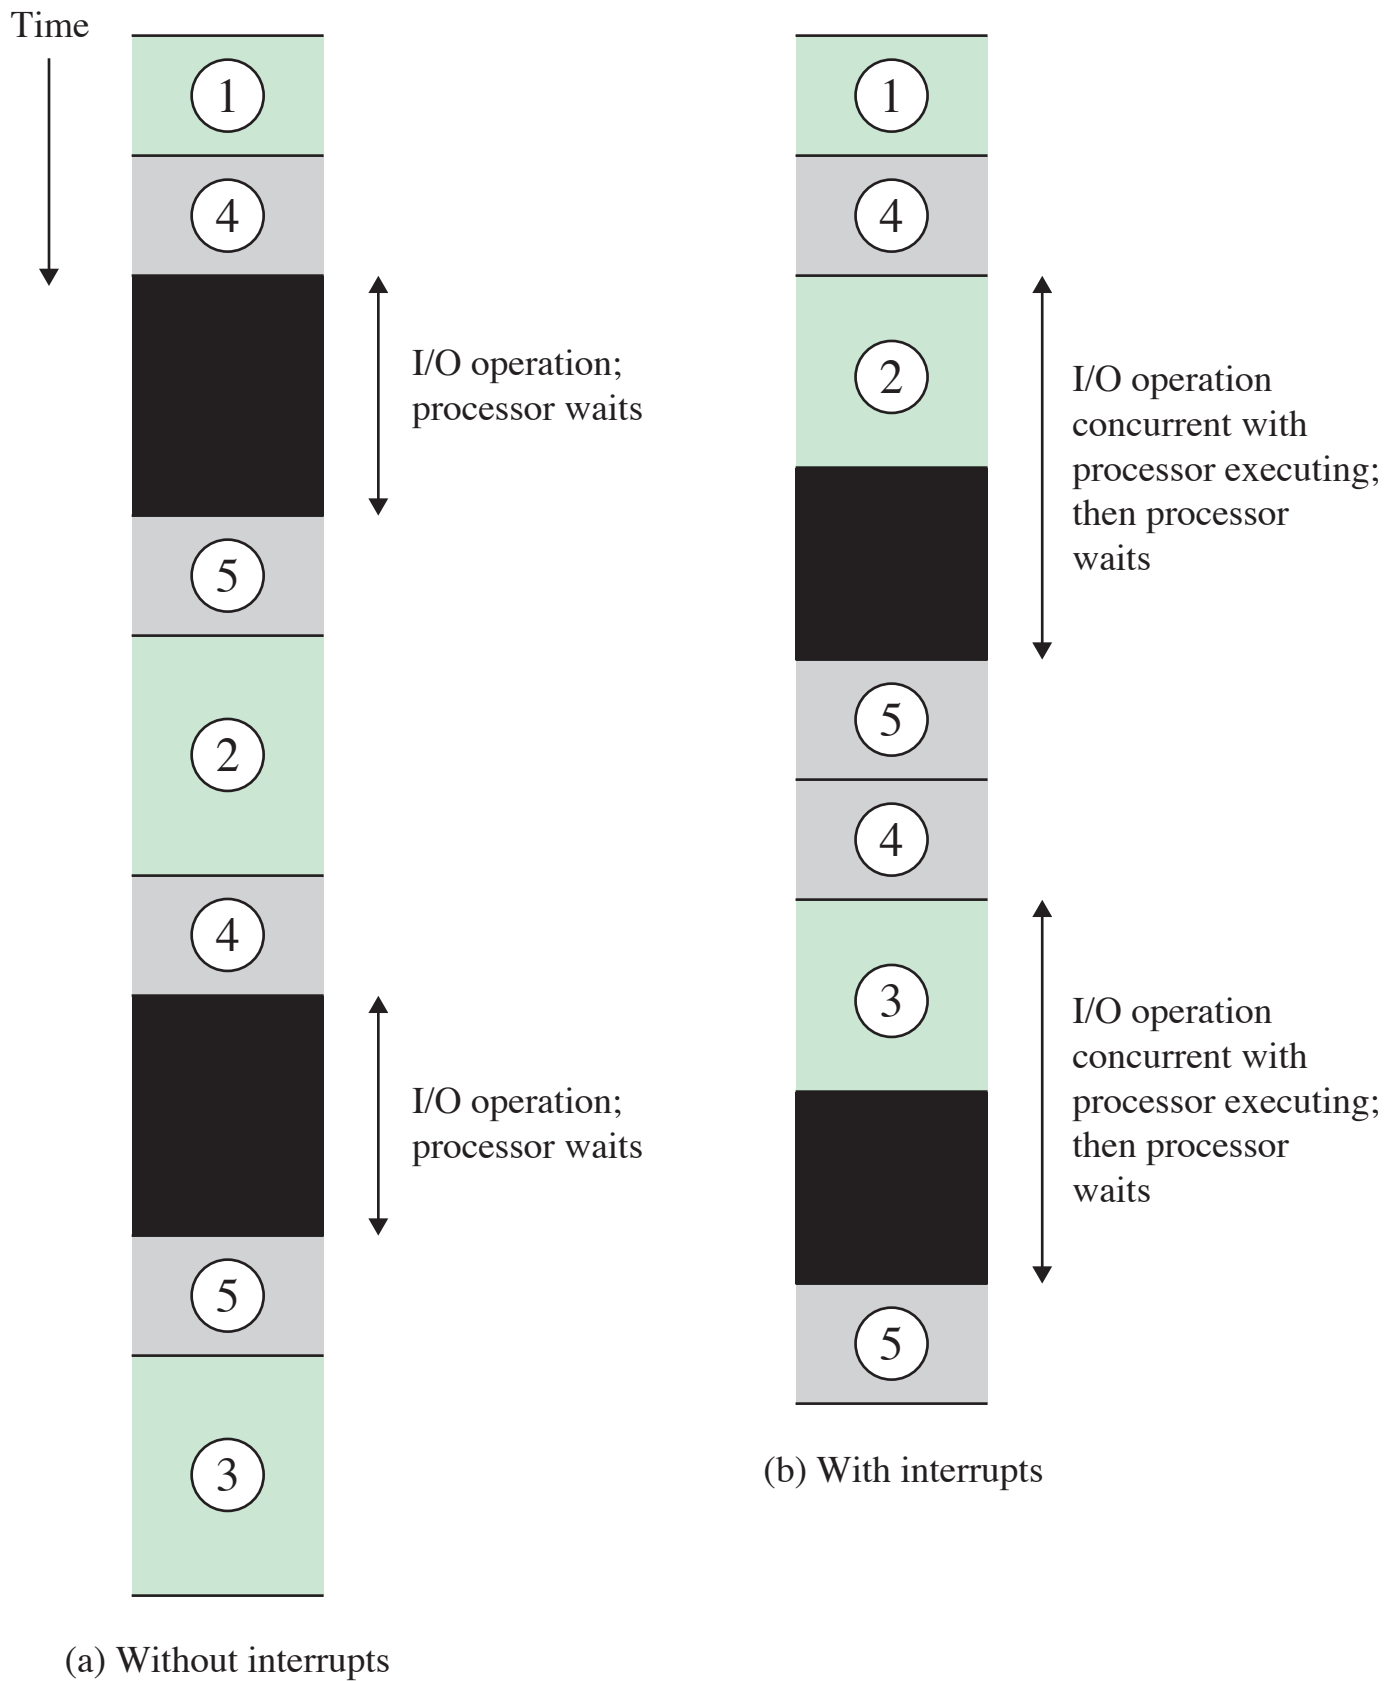 Time
1
4
I/O operation;
processor waits
5
2
4
I/O operation;
processor waits
5
3
(a) Without interrupts
1
4
2
I/O operation
concurrent with
processor executing;
then processor
waits
5
4
3
I/O operation
concurrent with
processor executing;
then processor
waits
5
(b) With interrupts